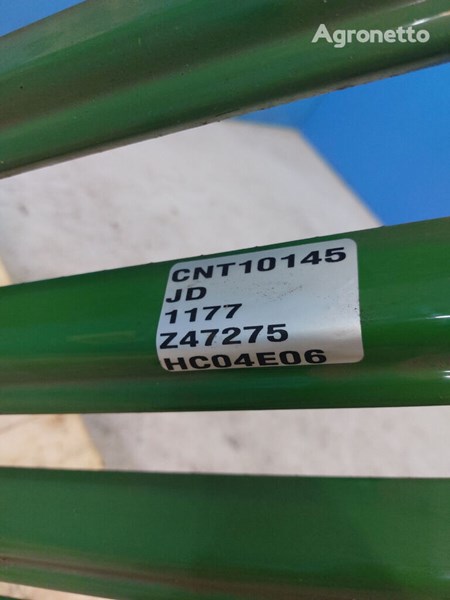 Agronetto
CNT10145
JD
1177
Z47275
HC04E06